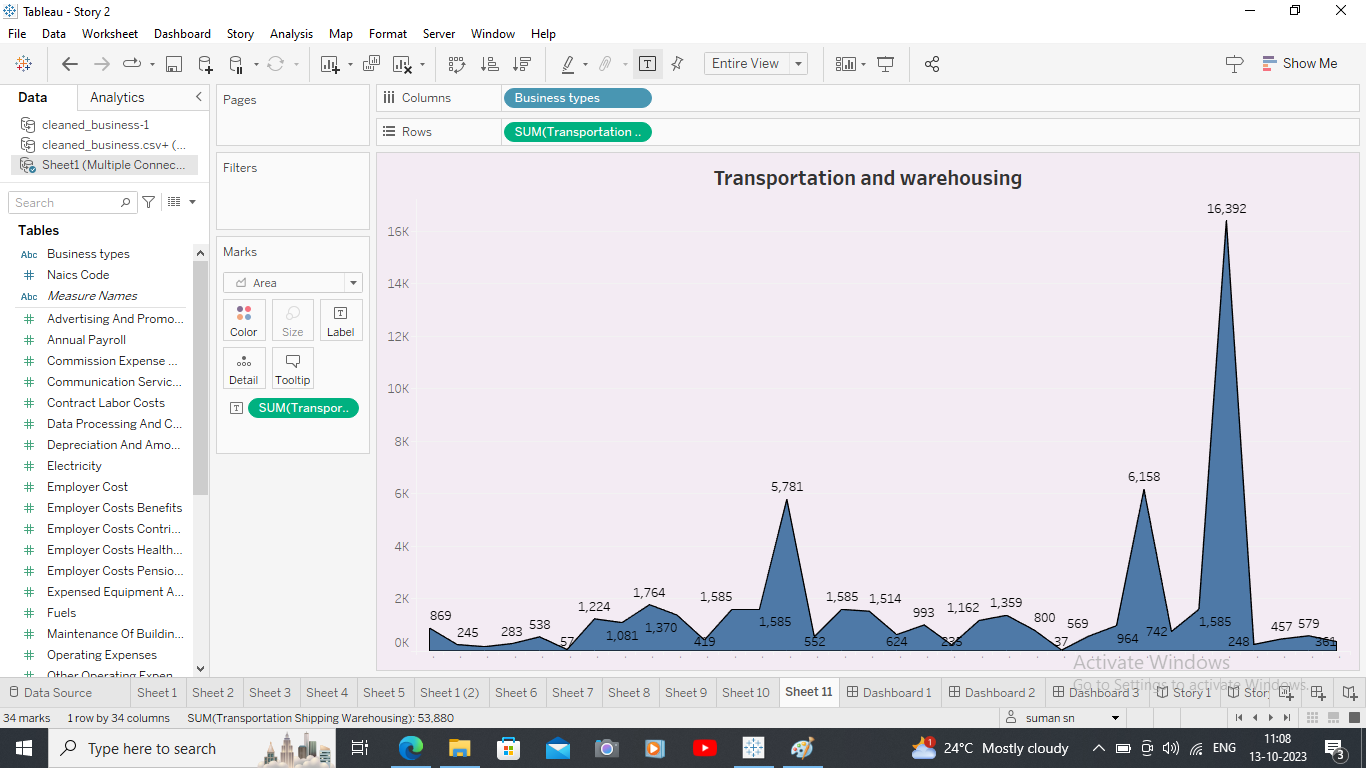 Tableau - Story 2
File Data Worksheet Dashboard Story Analysis Map Format Server Window Help
Entire View
Show Me
Data Analytics
cleaned_business-1
cleaned_business.csv+ (...
Sheet1 (Multiple Connec...
Search
Tables
Abc Business types
# Naics Code
Abc Measure Names
# Advertising And Promo...
# Annual Payroll
# Commission Expense ...
# Communication Servic...
# Contract Labor Costs
# Data Processing And C...
# Depreciation And Amo...
# Electricity
# Employer Cost
# Employer Costs Benefits
# Employer Costs Contri...
# Employer Costs Health...
# Employer Costs Pensio...
# Expensed Equipment A...
# Fuels
# Maintenance Of Buildin...
# Operating Expenses
# Other Operating Expen
Pages
Filters
Marks
Area
Color Size Label
Detail Tooltip
T SUM(Transpor..
Columns Business types
Rows SUM(Transportation ..
Transportation and warehousing
16,392
16K
14K
12K
10K
8K
6,158
5,781
6K
4K
2K
1,764
1,585 1,585 1,514
869 1,224 1,162 1,359
245 283 538 993 800 569 457 579
1,081 1,370 1,585 1,585
57 419 552 624 235 37 964 742 248 361
0K
Activate Windows
Go to Settings to activate Windows.
Data Source Sheet 1 Sheet 2 Sheet 3 Sheet 4 Sheet 5 Sheet 1 (2) Sheet 6 Sheet 7 Sheet 8 Sheet 9 Sheet 10 Sheet 11 Dashboard 1 Dashboard 2 Dashboard 3 Story 1 Stor
34 marks 1 row by 34 columns SUM(Transportation Shipping Warehousing): 53,880 suman sn
Type here to search
24°C Mostly cloudy
ENG
11:08
13-10-2023
1
3